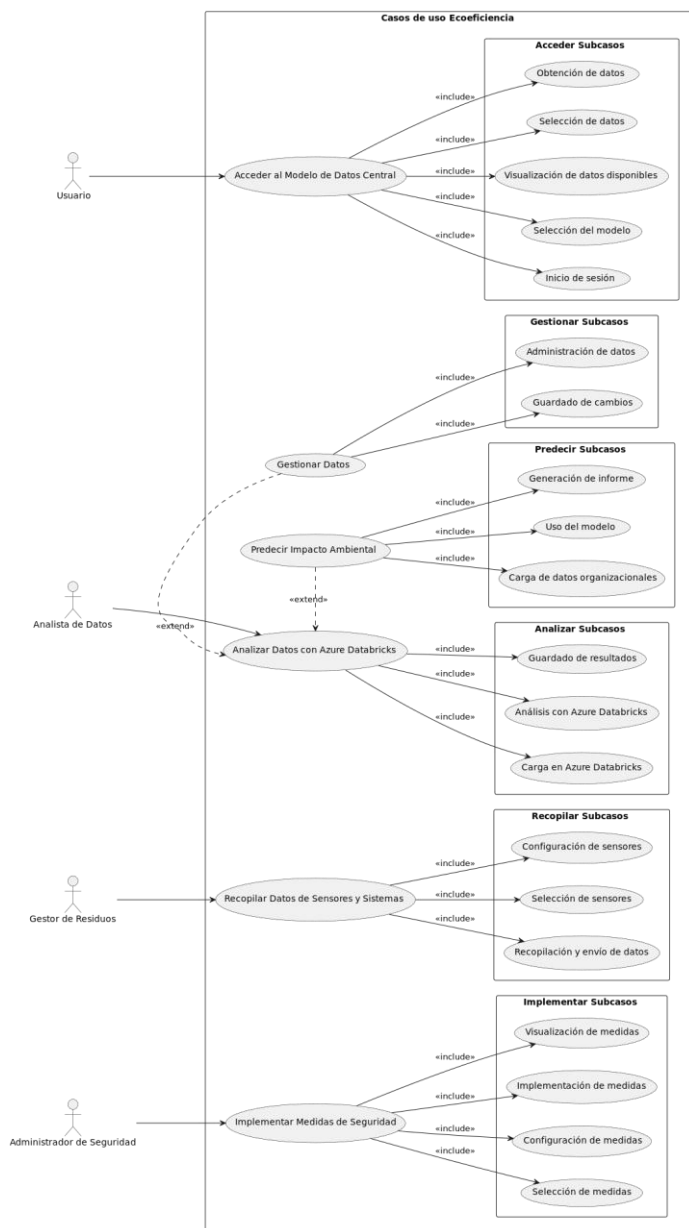 Casos de uso Ecoeficiencia
Acceder Subcasos
Obtención de datos
«include»
Selección de datos
«include»
Usuario
Acceder al Modelo de Datos Central
«include»
Visualización de datos disponibles
«include»
Selección del modelo
«include»
Inicio de sesión
Gestionar Subcasos
Administración de datos
«include»
Guardado de cambios
«include»
Gestionar Datos
Predecir Subcasos
Generación de informe
«include»
Uso del modelo
«include»
Predecir Impacto Ambiental
«include»
Carga de datos organizacionales
«extend»
Analista de Datos
«extend»
Analizar Datos con Azure Databricks
Analizar Subcasos
«include»
Guardado de resultados
«include»
Análisis con Azure Databricks
«include»
Carga en Azure Databricks
Recopilar Subcasos
Configuración de sensores
«include»
Gestor de Residuos
Recopilar Datos de Sensores y Sistemas
«include»
Selección de sensores
«include»
Recopilación y envío de datos
Implementar Subcasos
Visualización de medidas
«include»
Implementación de medidas
«include»
Administrador de Seguridad
Implementar Medidas de Seguridad
«include»
Configuración de medidas
«include»
Selección de medidas